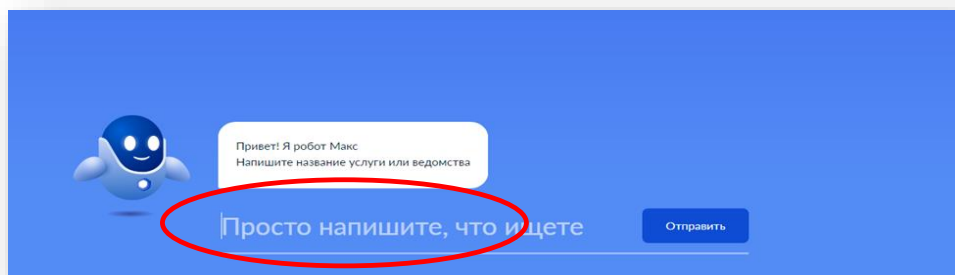 Привет! Я робот Макс
Напишите название услуги или ведомства
Просто напишите, что ищете
Отправить